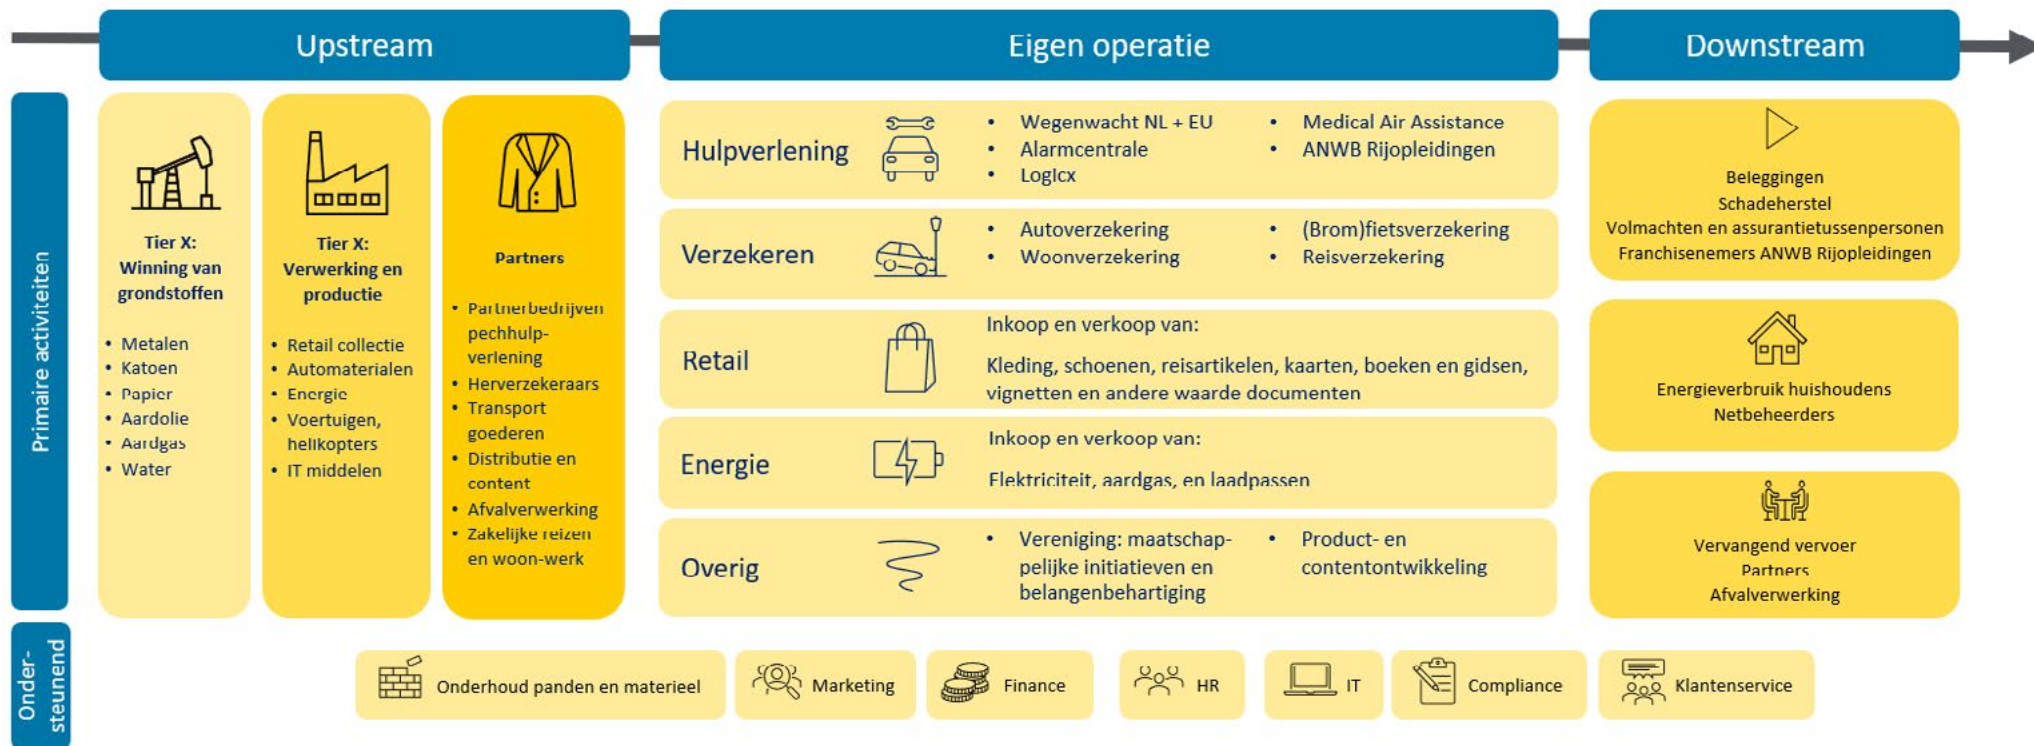 Upstream
Eigen operatie
Downstream
Primaire activiteiten
Tier X:
Winning van
grondstoffen
• Metalen
• Katoen
• Papier
• Aardolie
• Aardgas
• Water
Tier X:
Verwerking en
productie
• Retail collectie
• Automaterialen
• Energie
• Voertuigen,
helikopters
• IT middelen
Partners
• Partnerbedrijven
pechhulp-
verlening
• Herverzekeraars
• Transport
goederen
• Distributie en
content
• Afvalverwerking
• Zakelijke reizen
en woon-werk
Hulpverlening
• Wegenwacht NL + EU
• Alarmcentrale
• Logicx
• Medical Air Assistance
• ANWB Rijopleidingen
Verzekeren
• Autoverzekering
• Woonverzekering
• (Brom)fietsverzekering
• Reisverzekering
Retail
Inkoop en verkoop van:
Kleding, schoenen, reisartikelen, kaarten, boeken en gidsen,
vignetten en andere waarde documenten
Energie
Inkoop en verkoop van:
Elektriciteit, aardgas, en laadpassen
Overig
• Vereniging: maatschap-
pelijke initiatieven en
belangenbehartiging
• Product- en
contentontwikkeling
Beleggingen
Schadeherstel
Volmachten en assurantietussenpersonen
Franchisenemers ANWB Rijopleidingen
Energieverbruik huishoudens
Netbeheerders
Vervangend vervoer
Partners
Afvalverwerking
Onder-
steunend
Onderhoud panden en materieel
Marketing
Finance
HR
IT
Compliance
Klantenservice